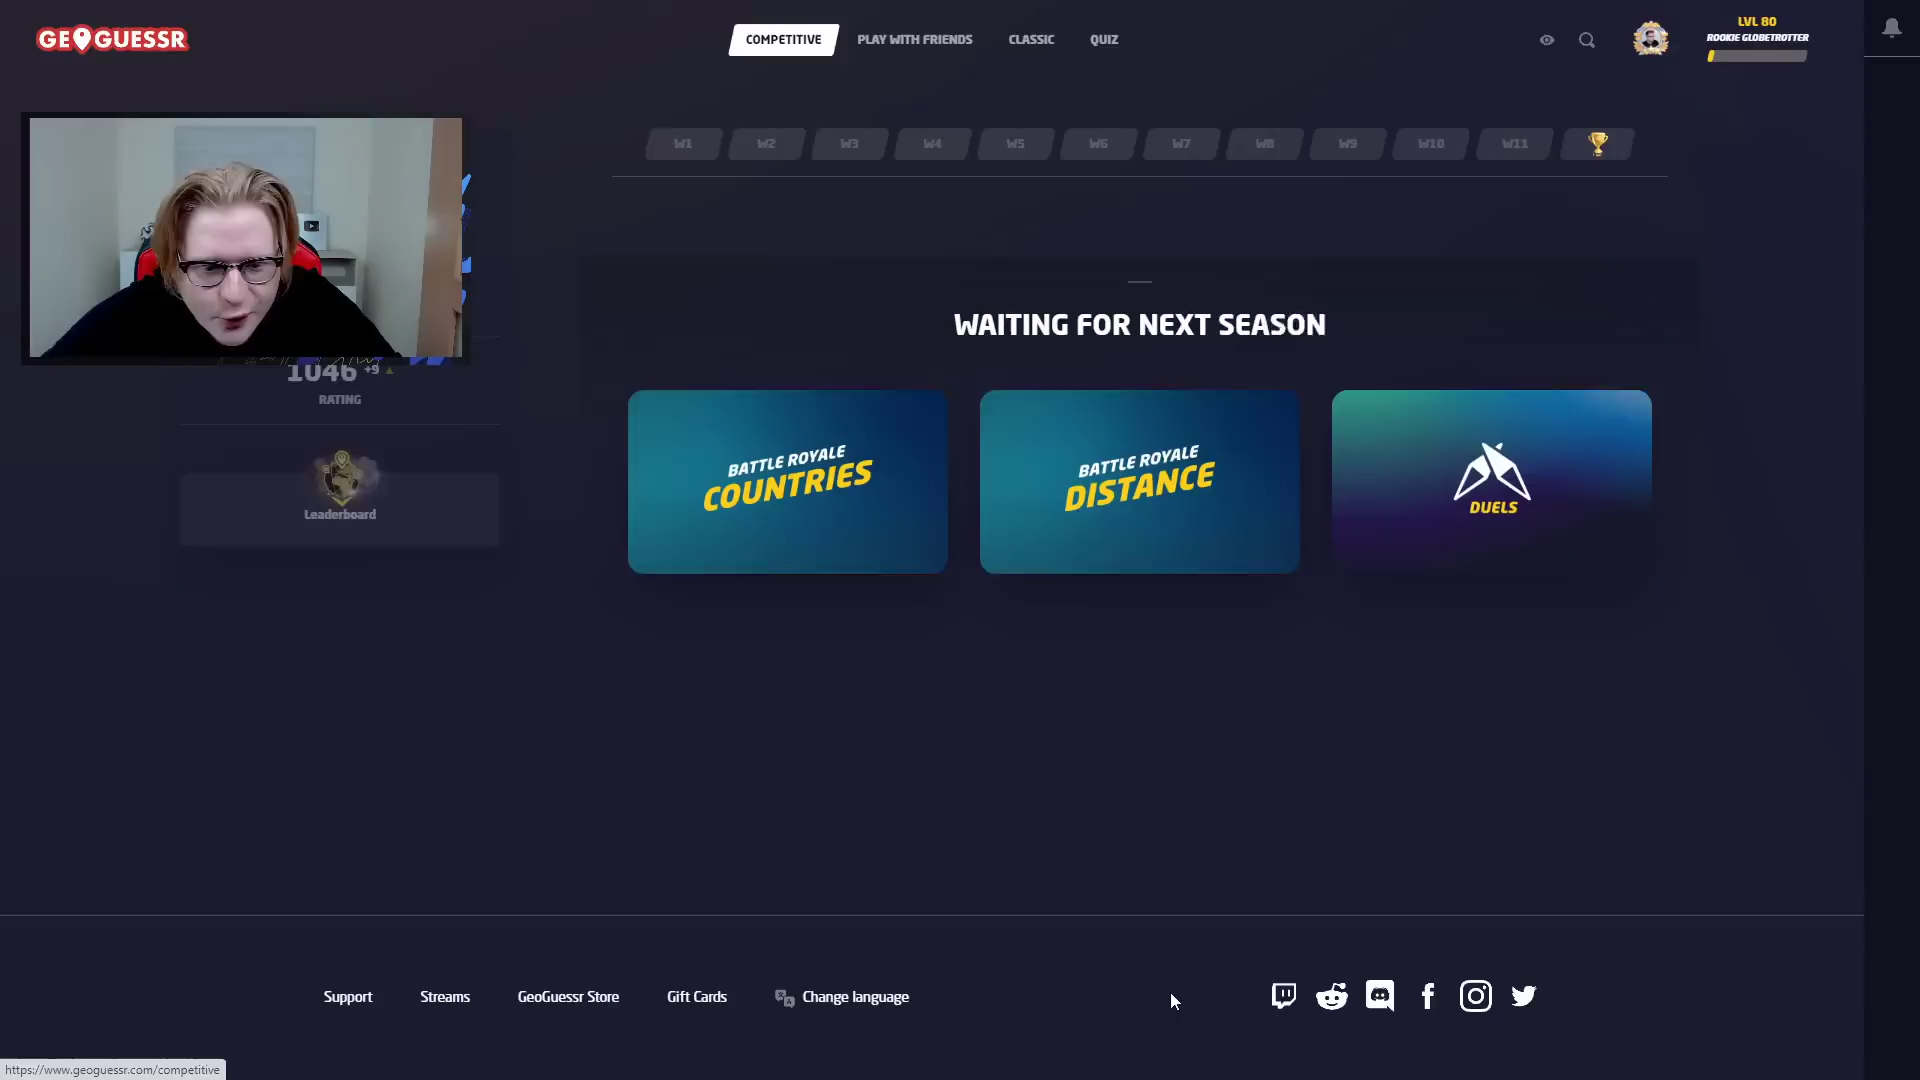 GEOGUESSR
COMPETITIVE
PLAY WITH FRIENDS
CLASSIC
QUIZ
LVL 80
ROOKIE GLOBETROTTER
W1
W2
W3
W4
W5
W6
W7
W8
W9
W10
W11
WAITING FOR NEXT SEASON
1046 +9
RATING
Leaderboard
BATTLE ROYALE
COUNTRIES
BATTLE ROYALE
DISTANCE
DUELS
Support
Streams
GeoGuessr Store
Gift Cards
Change language
https://www.geoguessr.com/competitive